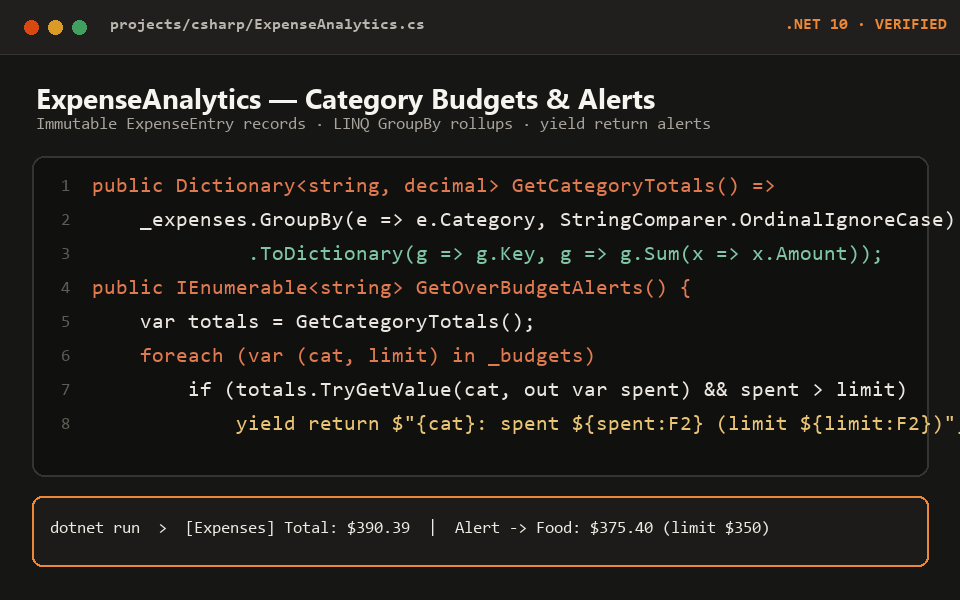 projects/csharp/ExpenseAnalytics.cs
.NET 10 · VERIFIED
ExpenseAnalytics — Category Budgets & Alerts
Immutable ExpenseEntry records · LINQ GroupBy rollups · yield return alerts
1 public Dictionary<string, decimal> GetCategoryTotals() =>
2 _expenses.GroupBy(e => e.Category, StringComparer.OrdinalIgnoreCase)
3 .ToDictionary(g => g.Key, g => g.Sum(x => x.Amount));
4 public IEnumerable<string> GetOverBudgetAlerts() {
5 var totals = GetCategoryTotals();
6 foreach (var (cat, limit) in _budgets)
7 if (totals.TryGetValue(cat, out var spent) && spent > limit)
8 yield return $"{cat}: spent ${spent:F2} (limit ${limit:F2})"
dotnet run > [Expenses] Total: $390.39 | Alert -> Food: $375.40 (limit $350)